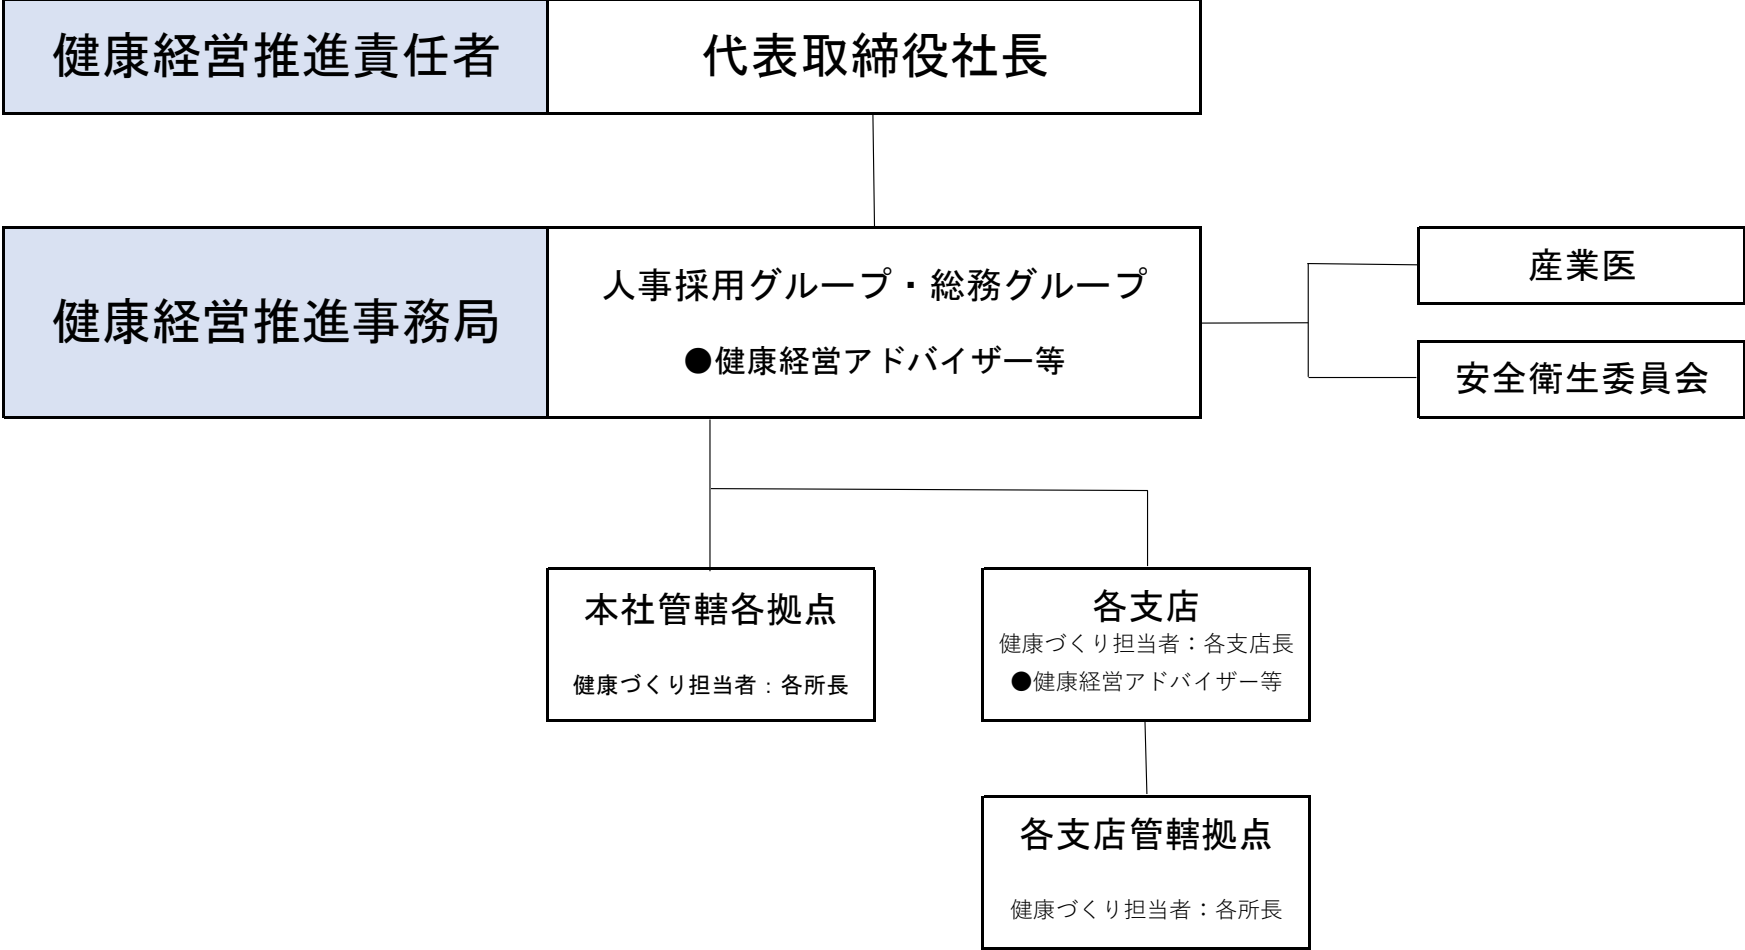 健康経営推進責任者
代表取締役社長
健康経営推進事務局
人事採用グループ・総務グループ
●健康経営アドバイザー等
産業医
安全衛生委員会
本社管轄各拠点
健康づくり担当者：各所長
各支店
健康づくり担当者：各支店長
●健康経営アドバイザー等
各支店管轄拠点
健康づくり担当者：各所長